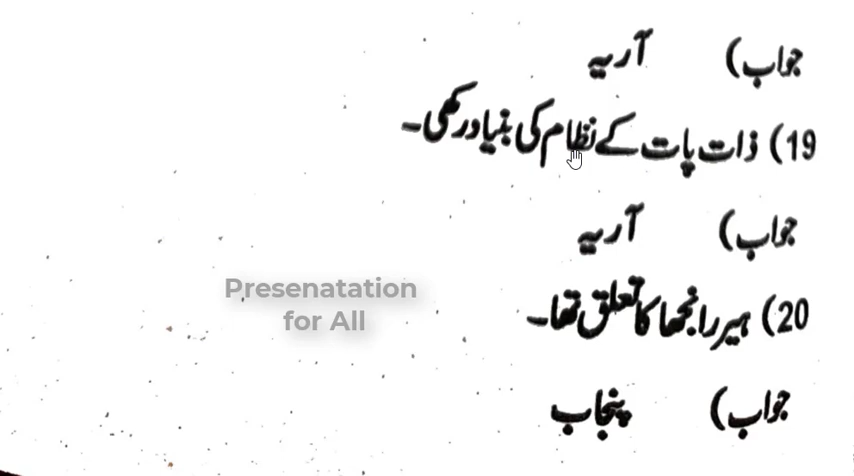 جواب) آریہ
19) ذات پات کے نظام کی بنیاد رکھی۔
جواب) آریہ
Presenatation
for All
20) ہیر رانجھا کا تعلق تھا۔
جواب) پنجاب